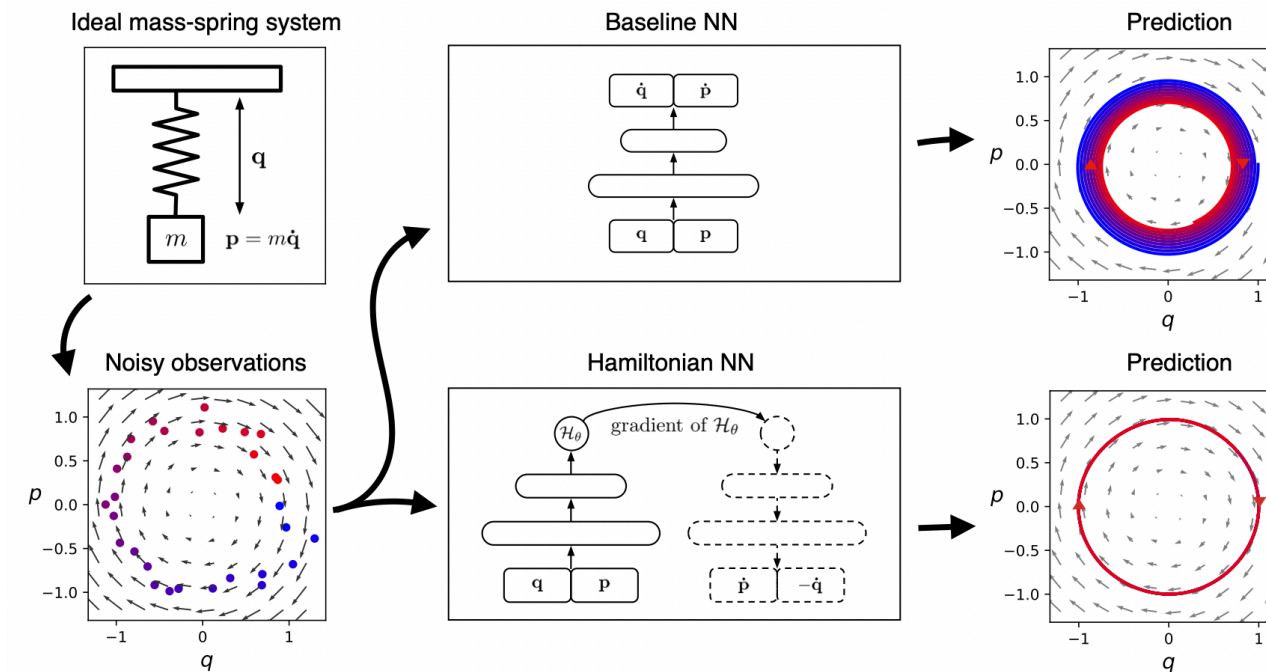 Ideal mass-spring system
q
m
p = mq̇
Baseline NN
q̇ ṗ
q p
Prediction
p
1.0
0.5
0.0
−0.5
−1.0
−1 0 1
q
Noisy observations
p
1.0
0.5
0.0
−0.5
−1.0
−1 0 1
q
Hamiltonian NN
ℋθ
gradient of ℋθ
q p
ṗ −q̇
Prediction
p
1.0
0.5
0.0
−0.5
−1.0
−1 0 1
q